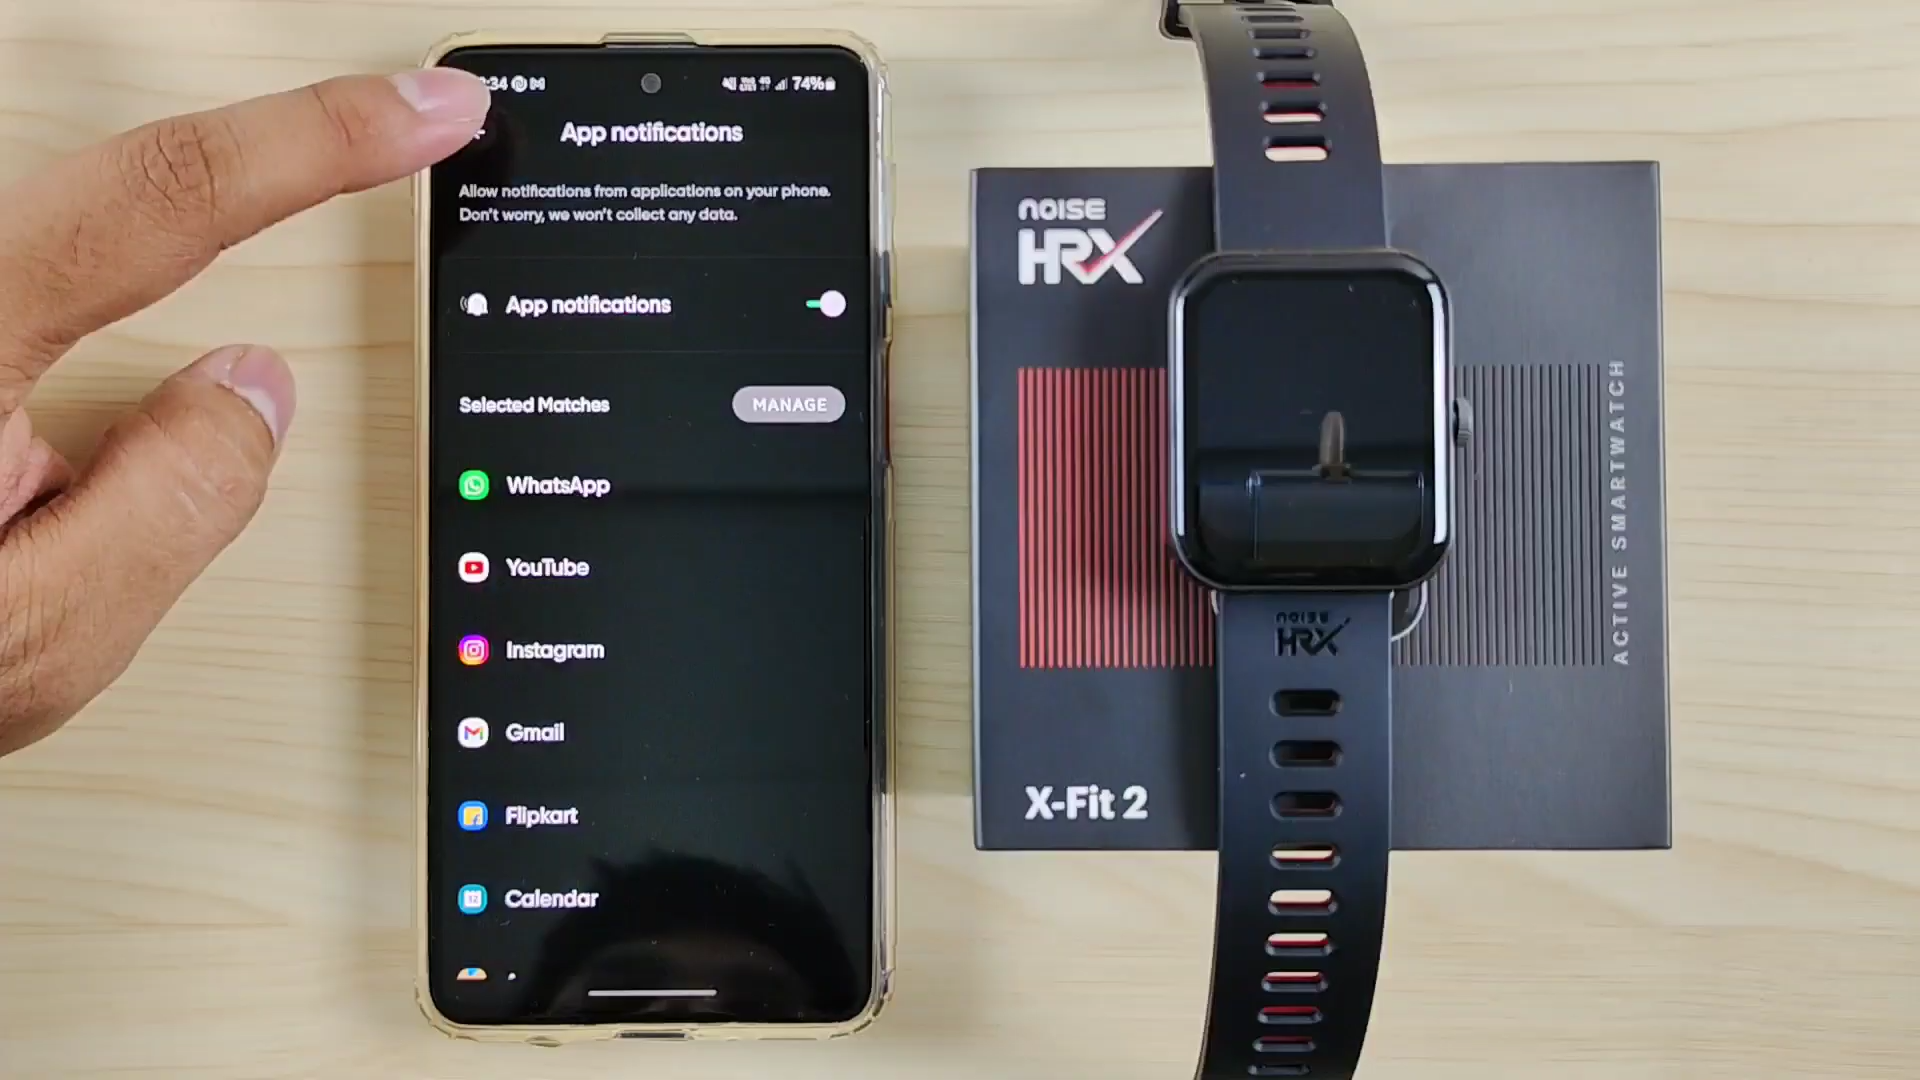 :34
74%
App notifications
Allow notifications from applications on your phone.
Don't worry, we won't collect any data.
App notifications
Selected Matches
MANAGE
WhatsApp
YouTube
Instagram
Gmail
Flipkart
Calendar
NOISE
HRX
ACTIVE SMARTWATCH
X-Fit 2
NOISE
HRX